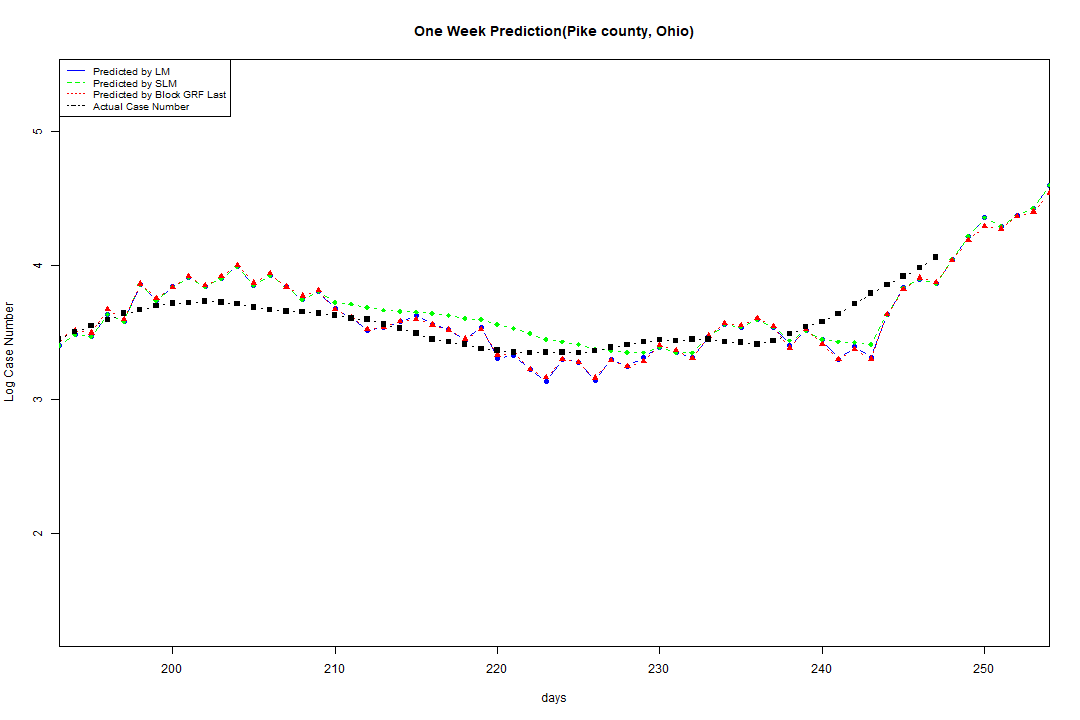 One Week Prediction(Pike county, Ohio)
Predicted by LM
Predicted by SLM
Predicted by Block GRF Last
Actual Case Number
5
4
3
2
Log Case Number
200 210 220 230 240 250
days